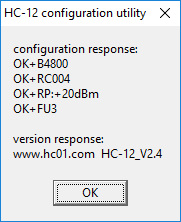 HC-12 configuration utility
configuration response:
OK+B4800
OK+RC004
OK+RP:+20dBm
OK+FU3
version response:
www.hc01.com  HC-12_V2.4
OK